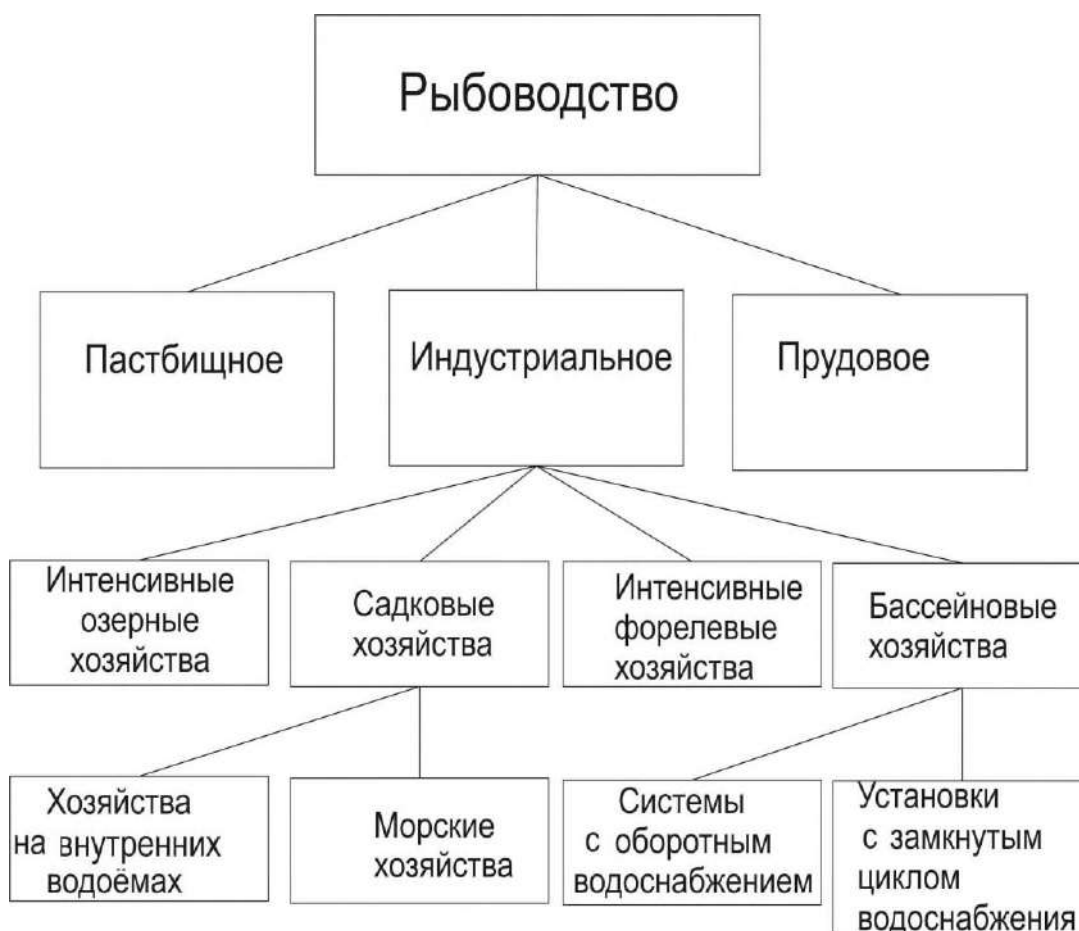 Рыбоводство
Пастбищное
Индустриальное
Прудовое
Интенсивные
озерные
хозяйства
Садковые
хозяйства
Интенсивные
форелевые
хозяйства
Бассейновые
хозяйства
Хозяйства
на внутренних
водоёмах
Морские
хозяйства
Системы
с оборотным
водоснабжением
Установки
с замкнутым
циклом
водоснабжения